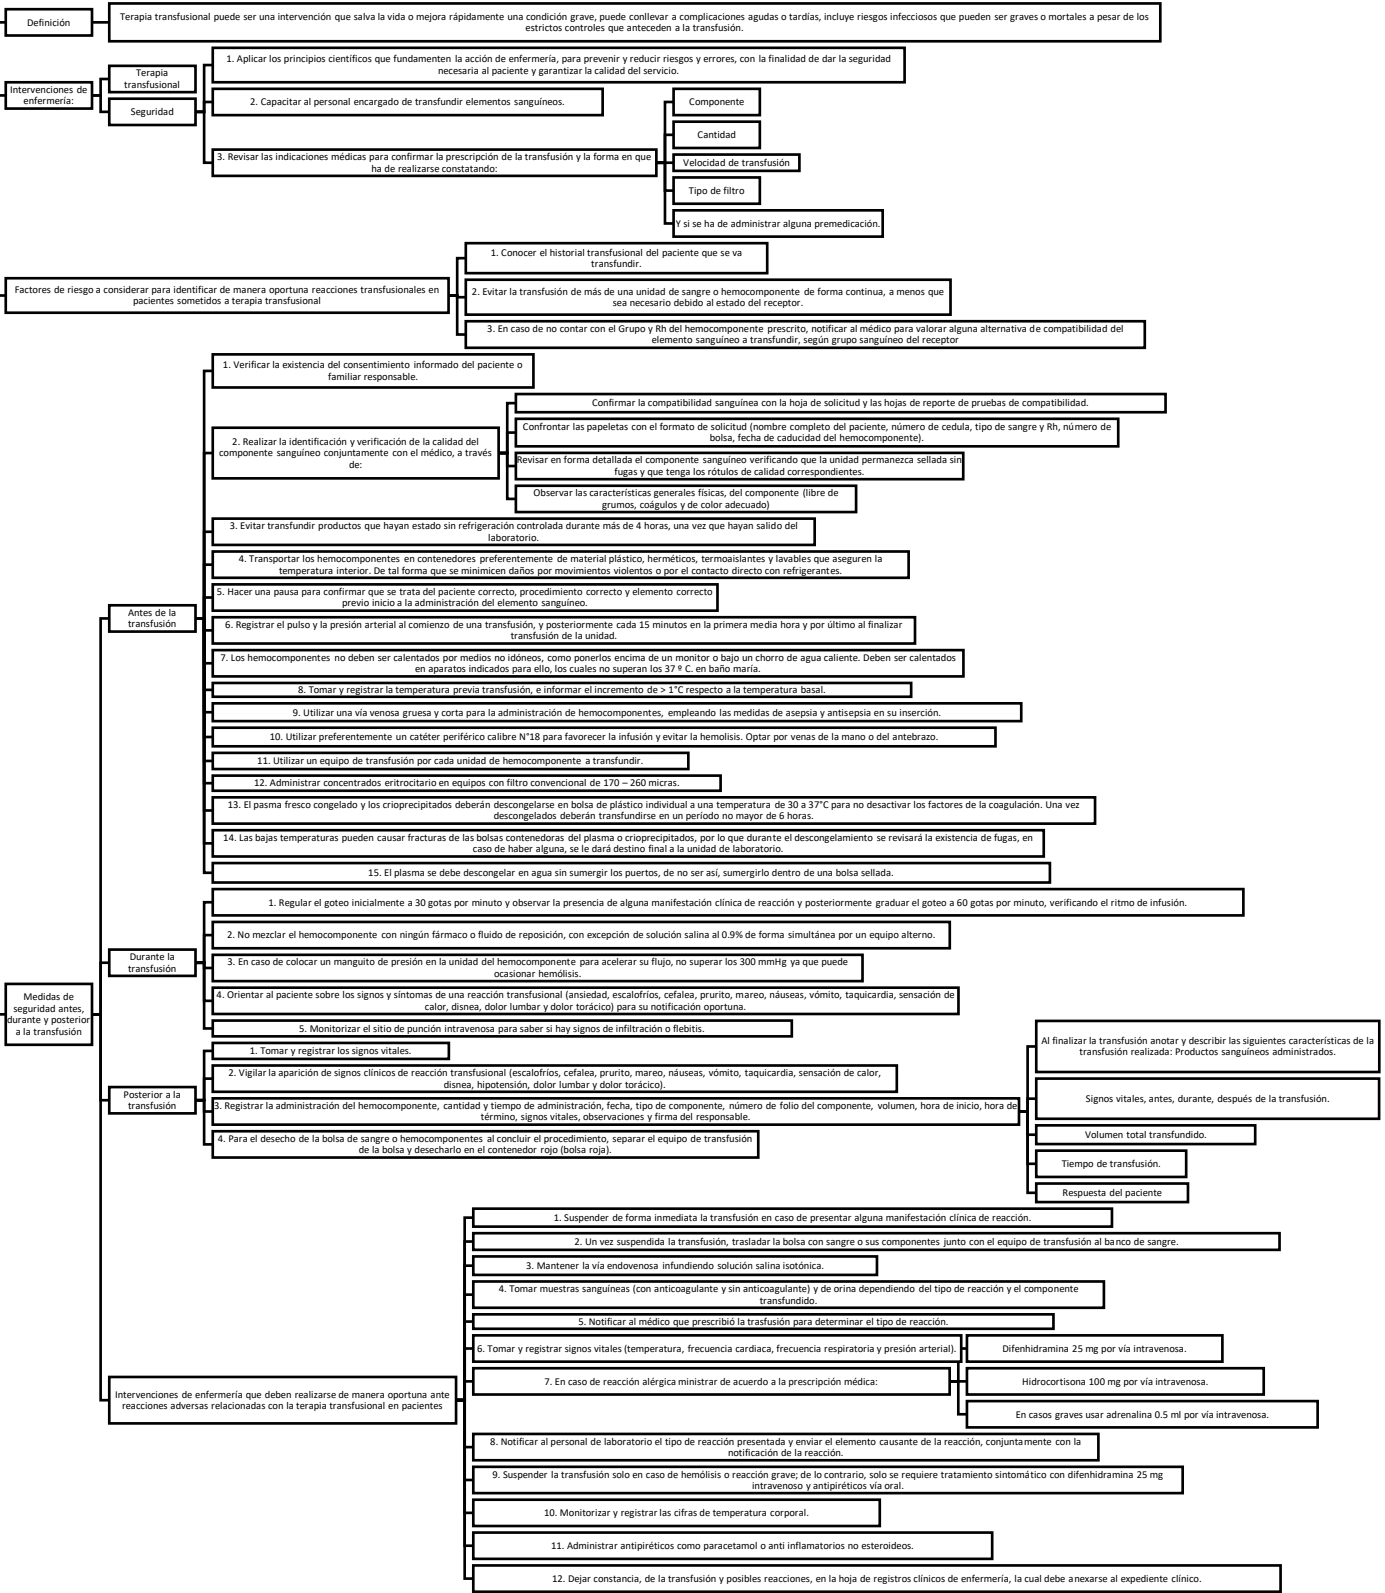 Definición
Terapia transfusional puede ser una intervención que salva la vida o mejora rápidamente una condición grave, puede conllevar a complicaciones agudas o tardías, incluye riesgos infecciosos que pueden ser graves o mortales a pesar de los
estrictos controles que anteceden a la transfusión.
Intervenciones de
enfermería:
Terapia
transfusional
Seguridad
1. Aplicar los principios científicos que fundamenten la acción de enfermería, para prevenir y reducir riesgos y errores, con la finalidad de dar la seguridad
necesaria al paciente y garantizar la calidad del servicio.
2. Capacitar al personal encargado de transfundir elementos sanguíneos.
3. Revisar las indicaciones médicas para confirmar la prescripción de la transfusión y la forma en que
ha de realizarse constatando:
Componente
Cantidad
Velocidad de transfusión
Tipo de filtro
Y si se ha de administrar alguna premedicación.
Factores de riesgo a considerar para identificar de manera oportuna reacciones transfusionales en
pacientes sometidos a terapia transfusional
1. Conocer el historial transfusional del paciente que se va
transfundir.
2. Evitar la transfusión de más de una unidad de sangre o hemocomponente de forma continua, a menos que
sea necesario debido al estado del receptor.
3. En caso de no contar con el Grupo y Rh del hemocomponente prescrito, notificar al médico para valorar alguna alternativa de compatibilidad del
elemento sanguíneo a transfundir, según grupo sanguíneo del receptor
Medidas de
seguridad antes,
durante y posterior
a la transfusión
Antes de la
transfusión
1. Verificar la existencia del consentimiento informado del paciente o
familiar responsable.
2. Realizar la identificación y verificación de la calidad del
componente sanguíneo conjuntamente con el médico, a través
de:
Confirmar la compatibilidad sanguínea con la hoja de solicitud y las hojas de reporte de pruebas de compatibilidad.
Confrontar las papeletas con el formato de solicitud (nombre completo del paciente, número de cedula, tipo de sangre y Rh, número de
bolsa, fecha de caducidad del hemocomponente).
Revisar en forma detallada el componente sanguíneo verificando que la unidad permanezca sellada sin
fugas y que tenga los rótulos de calidad correspondientes.
Observar las características generales físicas, del componente (libre de
grumos, coágulos y de color adecuado)
3. Evitar transfundir productos que hayan estado sin refrigeración controlada durante más de 4 horas, una vez que hayan salido del
laboratorio.
4. Transportar los hemocomponentes en contenedores preferentemente de material plástico, herméticos, termoaislantes y lavables que aseguren la
temperatura interior. De tal forma que se minimicen daños por movimientos violentos o por el contacto directo con refrigerantes.
5. Hacer una pausa para confirmar que se trata del paciente correcto, procedimiento correcto y elemento correcto
previo inicio a la administración del elemento sanguíneo.
6. Registrar el pulso y la presión arterial al comienzo de una transfusión, y posteriormente cada 15 minutos en la primera media hora y por último al finalizar
transfusión de la unidad.
7. Los hemocomponentes no deben ser calentados por medios no idóneos, como ponerlos encima de un monitor o bajo un chorro de agua caliente. Deben ser calentados
en aparatos indicados para ello, los cuales no superan los 37 º C. en baño maría.
8. Tomar y registrar la temperatura previa transfusión, e informar el incremento de > 1°C respecto a la temperatura basal.
9. Utilizar una vía venosa gruesa y corta para la administración de hemocomponentes, empleando las medidas de asepsia y antisepsia en su inserción.
10. Utilizar preferentemente un catéter periférico calibre N°18 para favorecer la infusión y evitar la hemolisis. Optar por venas de la mano o del antebrazo.
11. Utilizar un equipo de transfusión por cada unidad de hemocomponente a transfundir.
12. Administrar concentrados eritrocitario en equipos con filtro convencional de 170 – 260 micras.
13. El pasma fresco congelado y los crioprecipitados deberán descongelarse en bolsa de plástico individual a una temperatura de 30 a 37°C para no desactivar los factores de la coagulación. Una vez
descongelados deberán transfundirse en un período no mayor de 6 horas.
14. Las bajas temperaturas pueden causar fracturas de las bolsas contenedoras del plasma o crioprecipitados, por lo que durante el descongelamiento se revisará la existencia de fugas, en
caso de haber alguna, se le dará destino final a la unidad de laboratorio.
15. El plasma se debe descongelar en agua sin sumergir los puertos, de no ser así, sumergirlo dentro de una bolsa sellada.
Durante la
transfusión
1. Regular el goteo inicialmente a 30 gotas por minuto y observar la presencia de alguna manifestación clínica de reacción y posteriormente graduar el goteo a 60 gotas por minuto, verificando el ritmo de infusión.
2. No mezclar el hemocomponente con ningún fármaco o fluido de reposición, con excepción de solución salina al 0.9% de forma simultánea por un equipo alterno.
3. En caso de colocar un manguito de presión en la unidad del hemocomponente para acelerar su flujo, no superar los 300 mmHg ya que puede
ocasionar hemólisis.
4. Orientar al paciente sobre los signos y síntomas de una reacción transfusional (ansiedad, escalofríos, cefalea, prurito, mareo, náuseas, vómito, taquicardia, sensación de
calor, disnea, dolor lumbar y dolor torácico) para su notificación oportuna.
5. Monitorizar el sitio de punción intravenosa para saber si hay signos de infiltración o flebitis.
Posterior a la
transfusión
1. Tomar y registrar los signos vitales.
2. Vigilar la aparición de signos clínicos de reacción transfusional (escalofríos, cefalea, prurito, mareo, náuseas, vómito, taquicardia, sensación de calor,
disnea, hipotensión, dolor lumbar y dolor torácico).
3. Registrar la administración del hemocomponente, cantidad y tiempo de administración, fecha, tipo de componente, número de folio del componente, volumen, hora de inicio, hora de
término, signos vitales, observaciones y firma del responsable.
Al finalizar la transfusión anotar y describir las siguientes características de la
transfusión realizada: Productos sanguíneos administrados.
Signos vitales, antes, durante, después de la transfusión.
Volumen total transfundido.
Tiempo de transfusión.
Respuesta del paciente
4. Para el desecho de la bolsa de sangre o hemocomponentes al concluir el procedimiento, separar el equipo de transfusión
de la bolsa y desecharlo en el contenedor rojo (bolsa roja).
Intervenciones de enfermería que deben realizarse de manera oportuna ante
reacciones adversas relacionadas con la terapia transfusional en pacientes
1. Suspender de forma inmediata la transfusión en caso de presentar alguna manifestación clínica de reacción.
2. Un vez suspendida la transfusión, trasladar la bolsa con sangre o sus componentes junto con el equipo de transfusión al banco de sangre.
3. Mantener la vía endovenosa infundiendo solución salina isotónica.
4. Tomar muestras sanguíneas (con anticoagulante y sin anticoagulante) y de orina dependiendo del tipo de reacción y el componente
transfundido.
5. Notificar al médico que prescribió la trasfusión para determinar el tipo de reacción.
6. Tomar y registrar signos vitales (temperatura, frecuencia cardiaca, frecuencia respiratoria y presión arterial).
7. En caso de reacción alérgica ministrar de acuerdo a la prescripción médica:
Difenhidramina 25 mg por vía intravenosa.
Hidrocortisona 100 mg por vía intravenosa.
En casos graves usar adrenalina 0.5 ml por vía intravenosa.
8. Notificar al personal de laboratorio el tipo de reacción presentada y enviar el elemento causante de la reacción, conjuntamente con la
notificación de la reacción.
9. Suspender la transfusión solo en caso de hemólisis o reacción grave; de lo contrario, solo se requiere tratamiento sintomático con difenhidramina 25 mg
intravenoso y antipiréticos vía oral.
10. Monitorizar y registrar las cifras de temperatura corporal.
11. Administrar antipiréticos como paracetamol o anti inflamatorios no esteroideos.
12. Dejar constancia, de la transfusión y posibles reacciones, en la hoja de registros clínicos de enfermería, la cual debe anexarse al expediente clínico.